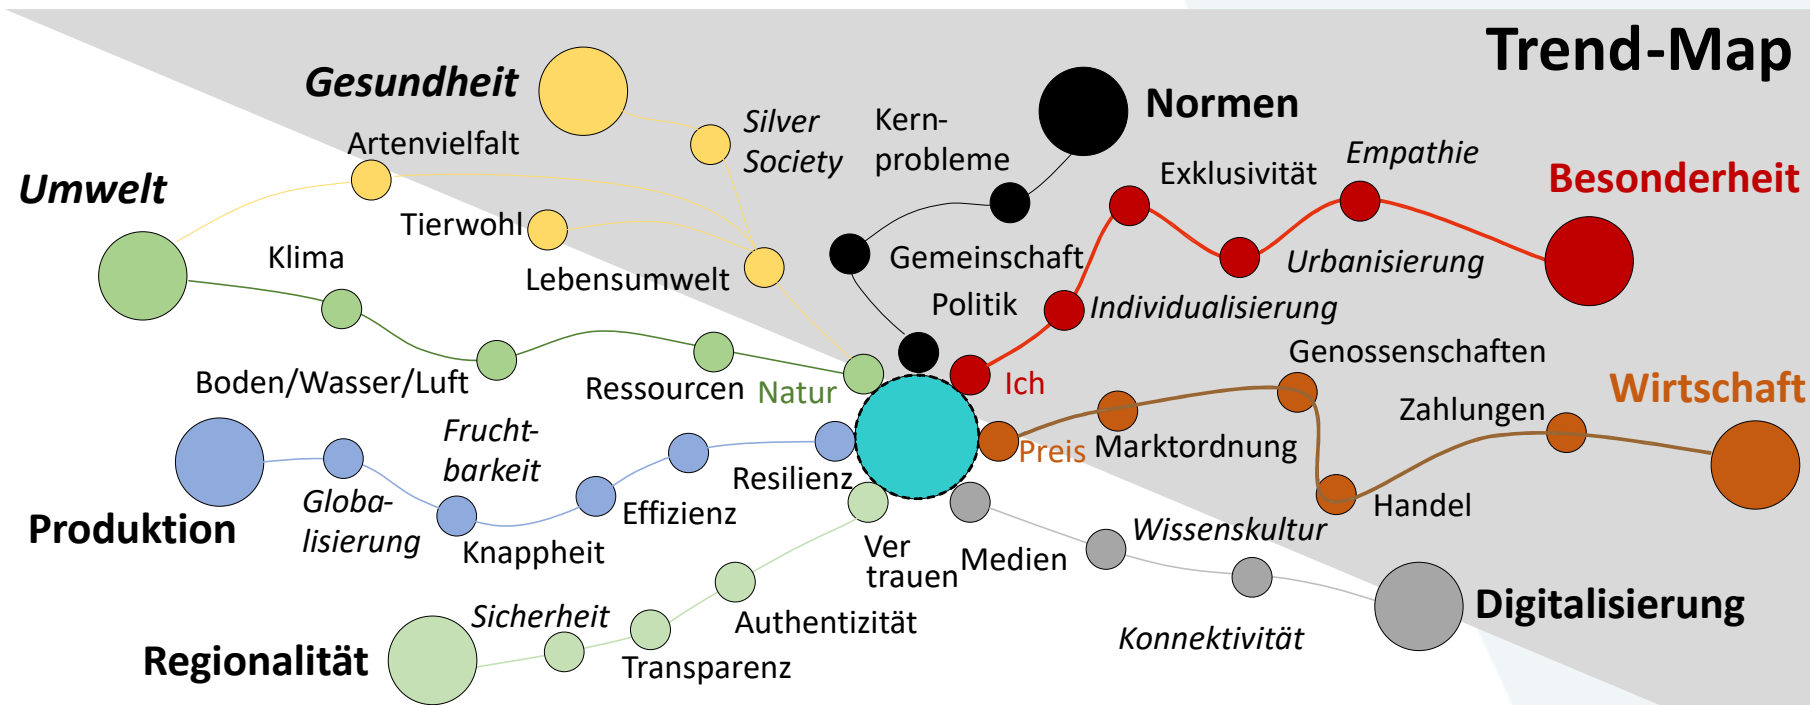 Trend-Map
Gesundheit
Silver
Society
Kern-
probleme
Normen
Artenvielfalt
Exklusivität
Empathie
Besonderheit
Umwelt
Tierwohl
Klima
Lebensumwelt
Gemeinschaft
Urbanisierung
Politik
Individualisierung
Boden/Wasser/Luft
Ressourcen
Natur
Ich
Genossenschaften
Zahlungen
Wirtschaft
Frucht-
barkeit
Preis
Marktordnung
Resilienz
Handel
Produktion
Globa-
lisierung
Knappheit
Effizienz
Ver
trauen
Medien
Wissenskultur
Sicherheit
Authentizität
Konnektivität
Digitalisierung
Regionalität
Transparenz